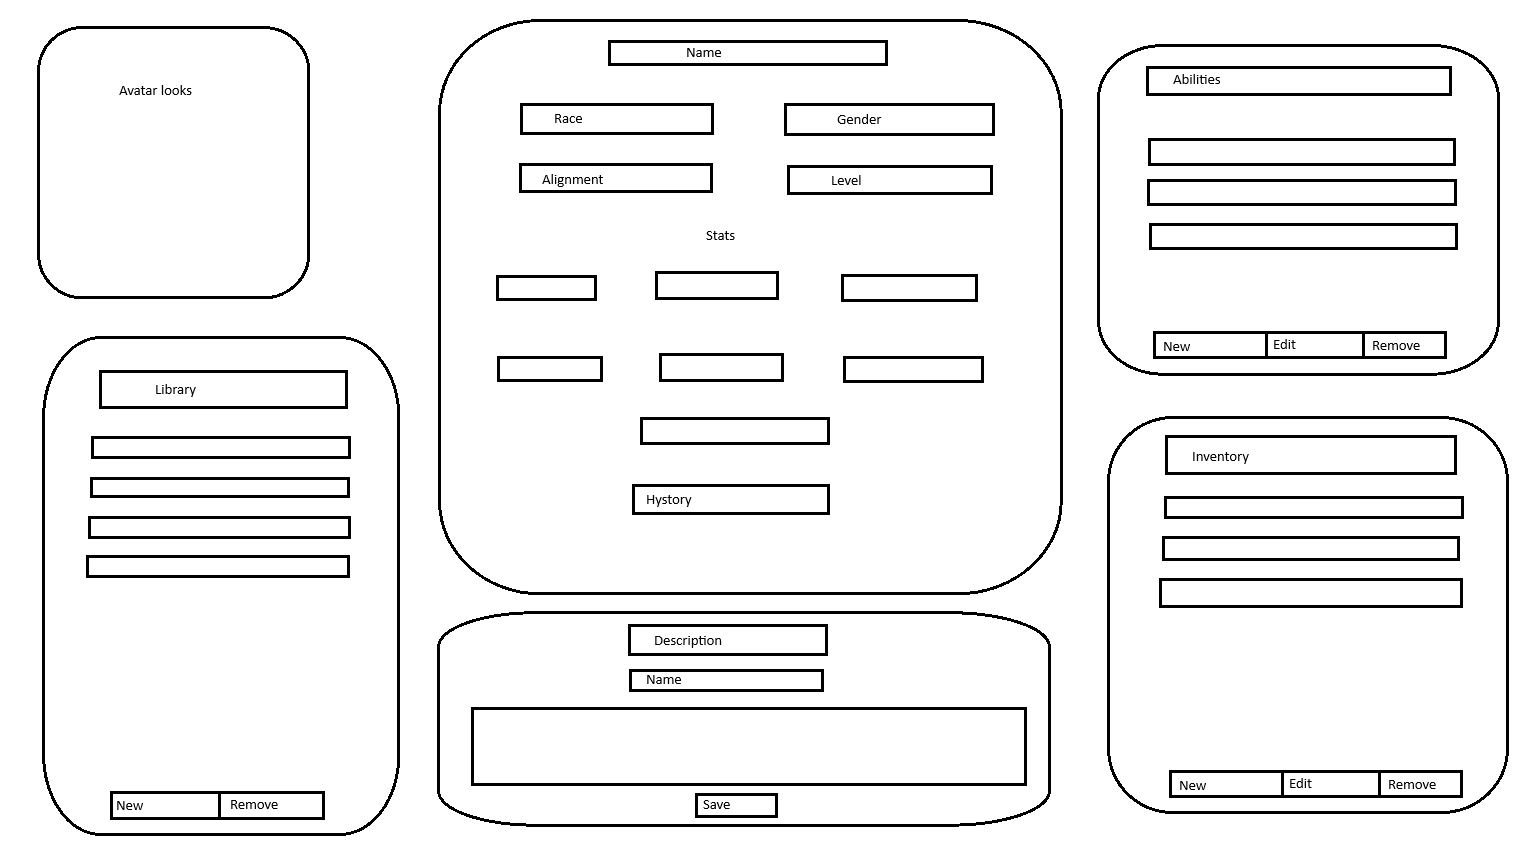 Avatar looks
Library
New
Remove
Name
Race
Gender
Alignment
Level
Stats
Hystory
Description
Name
Save
Abilities
New
Edit
Remove
Inventory
New
Edit
Remove